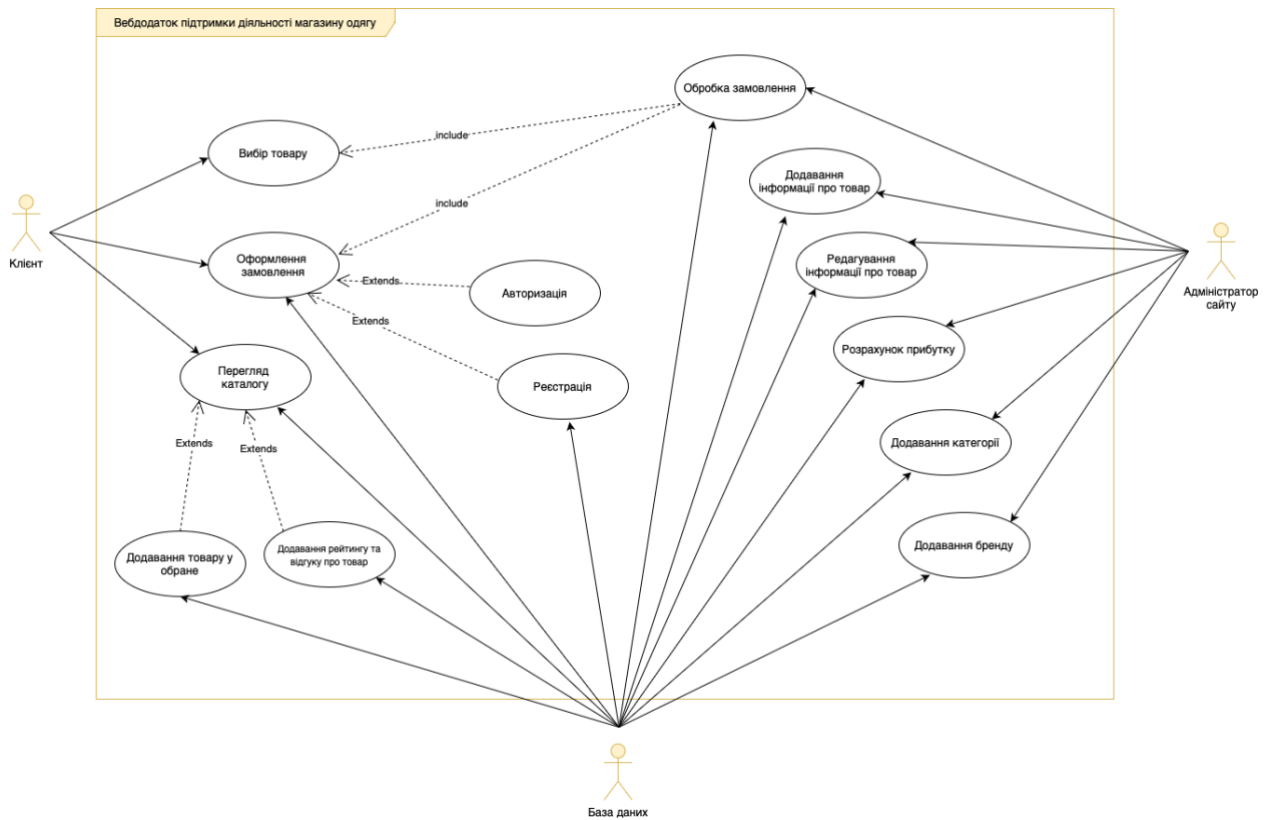 Вебдодаток підтримки діяльності магазину одягу
Обробка замовлення
include
Вибір товару
Додавання
інформації про товар
include
Клієнт
Оформлення
замовлення
Редагування
інформації про товар
Адміністратор
сайту
Extends
Авторизація
Extends
Розрахунок прибутку
Перегляд
каталогу
Реєстрація
Extends
Extends
Додавання категорії
Додавання товару у
обране
Додавання рейтингу та
відгуку про товар
Додавання бренду
База даних